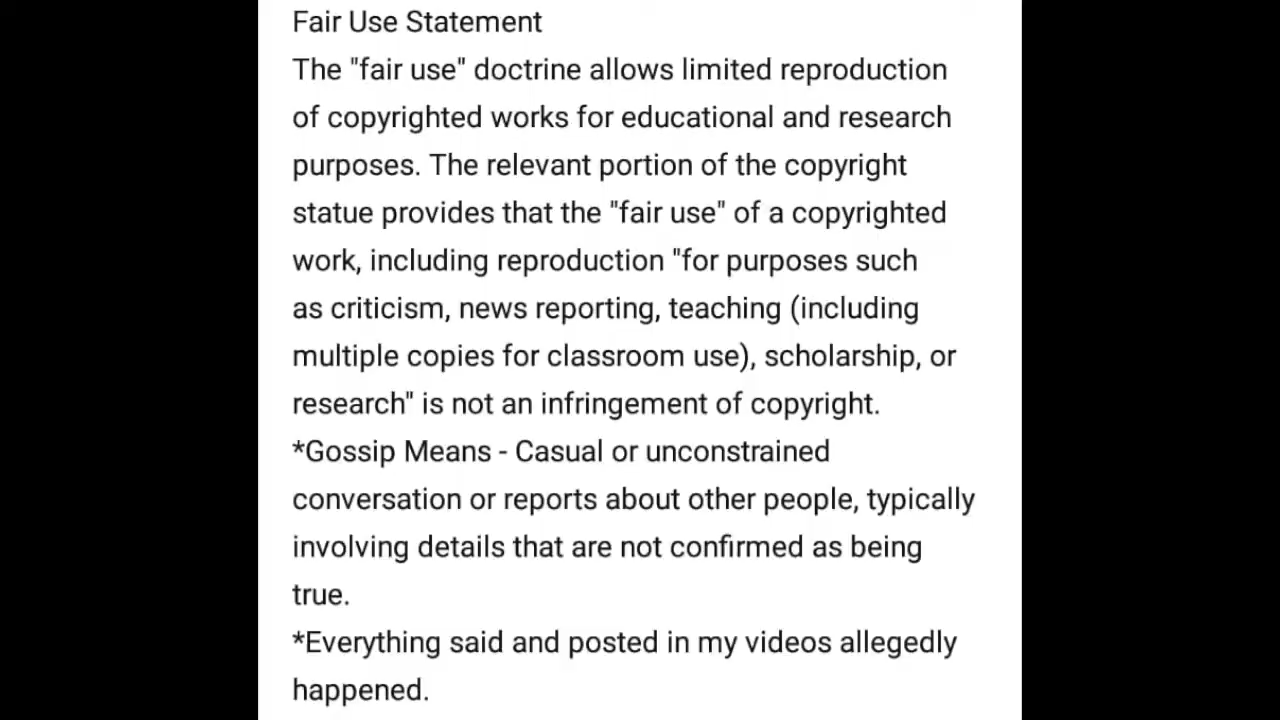 Fair Use Statement
The "fair use" doctrine allows limited reproduction
of copyrighted works for educational and research
purposes. The relevant portion of the copyright
statue provides that the "fair use" of a copyrighted
work, including reproduction "for purposes such
as criticism, news reporting, teaching (including
multiple copies for classroom use), scholarship, or
research" is not an infringement of copyright.
*Gossip Means - Casual or unconstrained
conversation or reports about other people, typically
involving details that are not confirmed as being
true.
*Everything said and posted in my videos allegedly
happened.